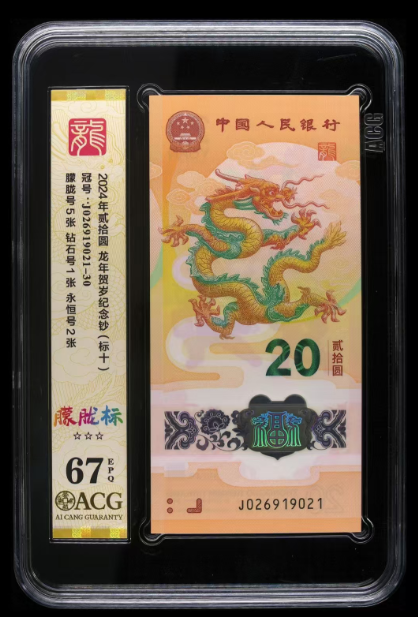 龍
2024年贰拾圆 龙年贺岁纪念钞（标十）
冠号：J026919021-30
朦胧号5张 钻石号1张 永恒号2张
朦胧标
☆☆☆
67 EPQ
ACG
AI CANG GUARANTY
中国人民银行
20
贰拾圆
J026919021
ACG